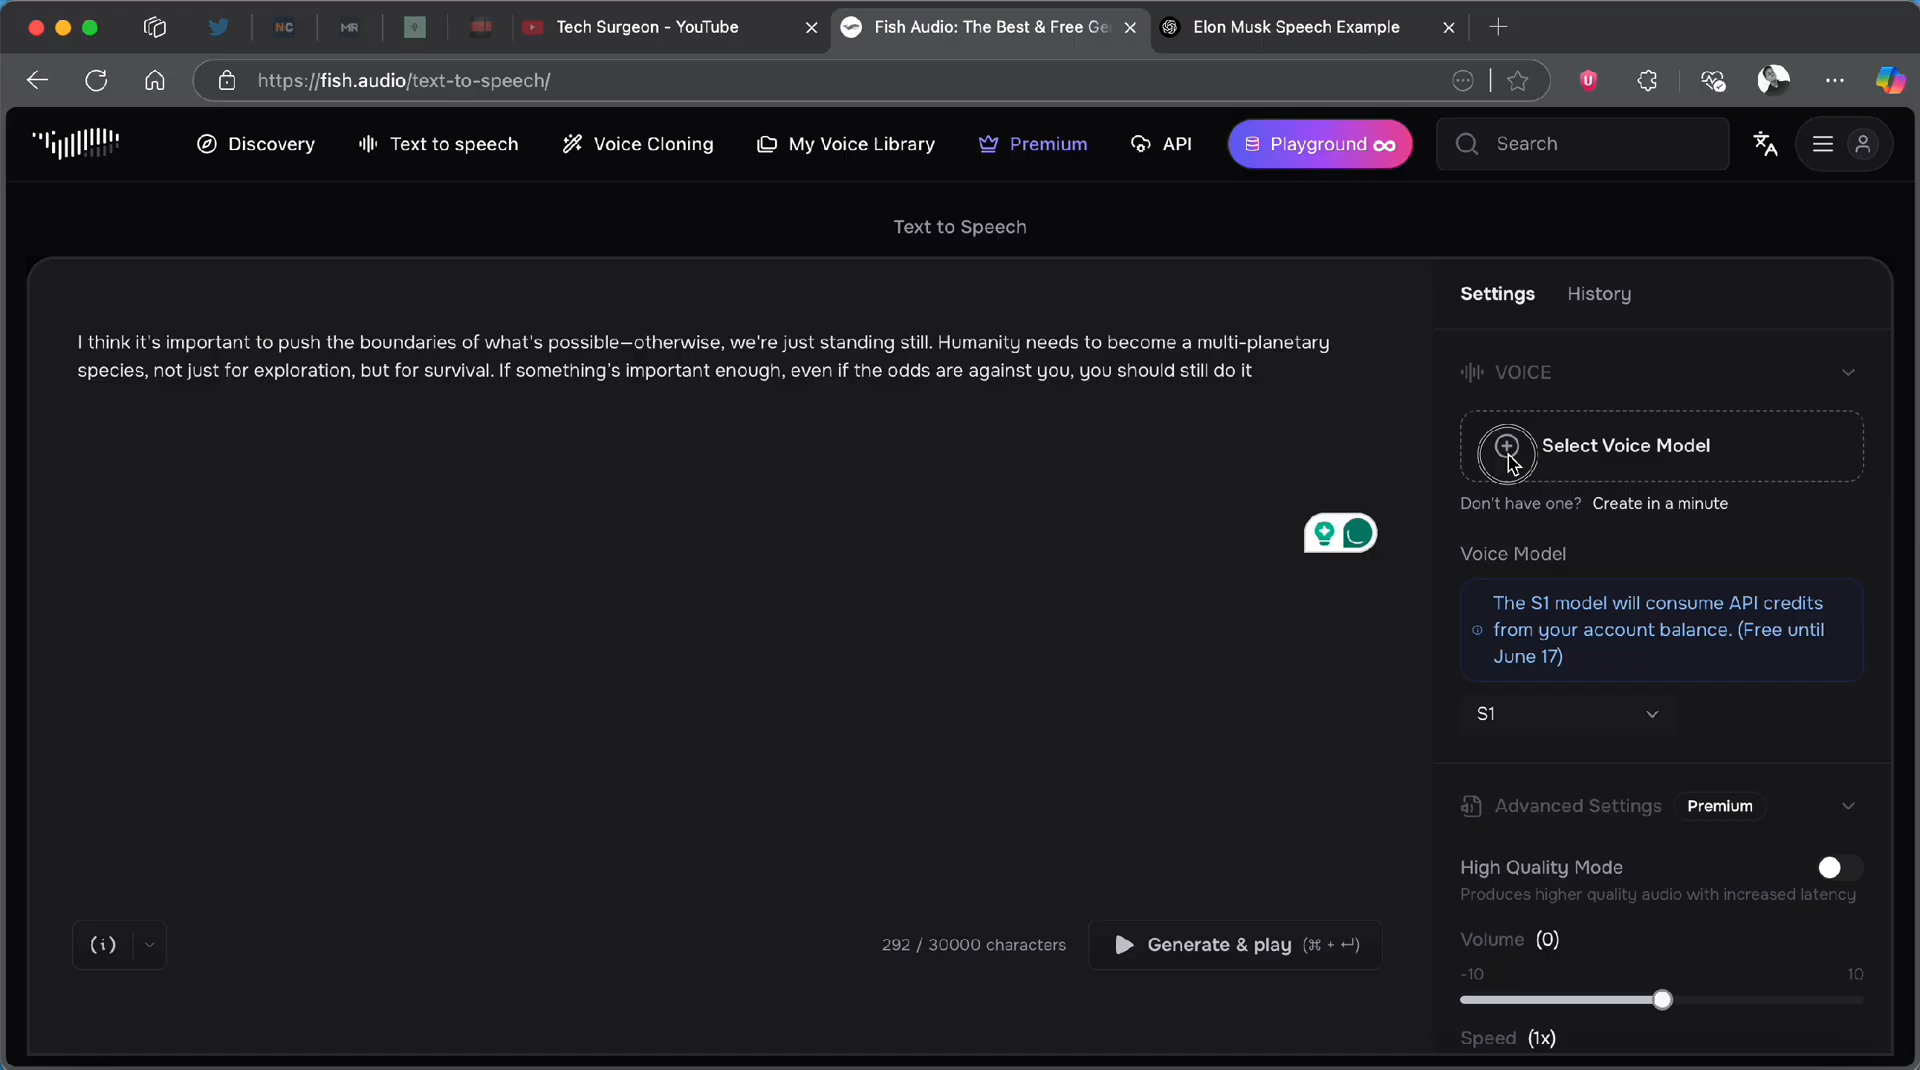 NC
MR
Tech Surgeon - YouTube
Fish Audio: The Best & Free Ge
Elon Musk Speech Example
https://fish.audio/text-to-speech/
Discovery
Text to speech
Voice Cloning
My Voice Library
Premium
API
Playground ∞
Search
Text to Speech
I think it's important to push the boundaries of what's possible—otherwise, we're just standing still. Humanity needs to become a multi-planetary
species, not just for exploration, but for survival. If something's important enough, even if the odds are against you, you should still do it
292 / 30000 characters
Generate & play (⌘ + ↵)
Settings
History
VOICE
Select Voice Model
Don't have one? Create in a minute
Voice Model
The S1 model will consume API credits
from your account balance. (Free until
June 17)
S1
Advanced Settings
Premium
High Quality Mode
Produces higher quality audio with increased latency
Volume (0)
-10
10
Speed (1x)